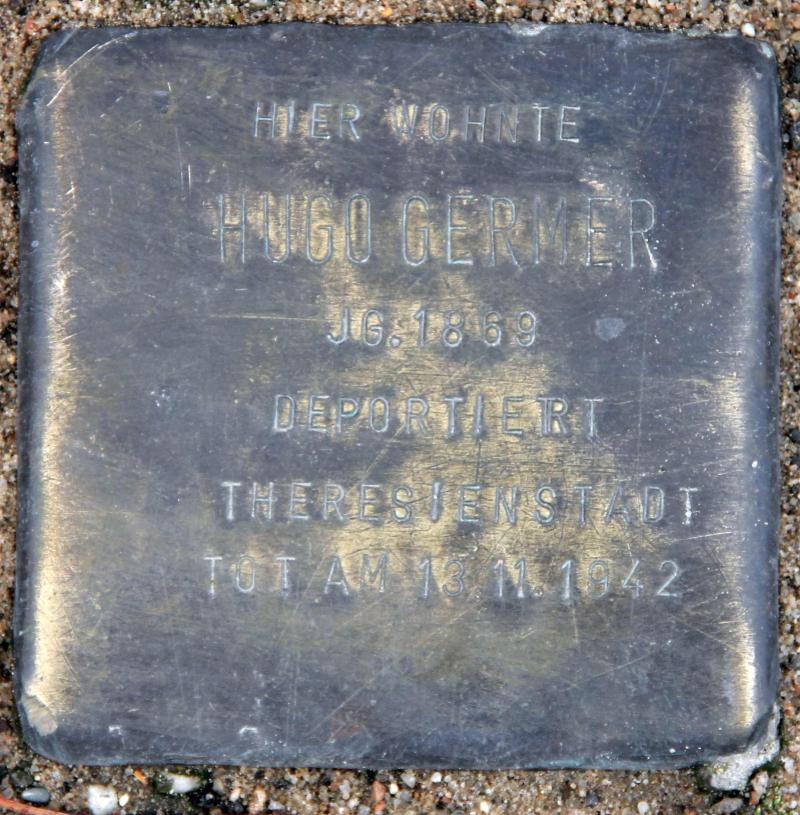 HIER WOHNTE
HUGO GERMER
JG. 1869
DEPORTIERT
THERESIENSTADT
TOT AM 13.11.1942